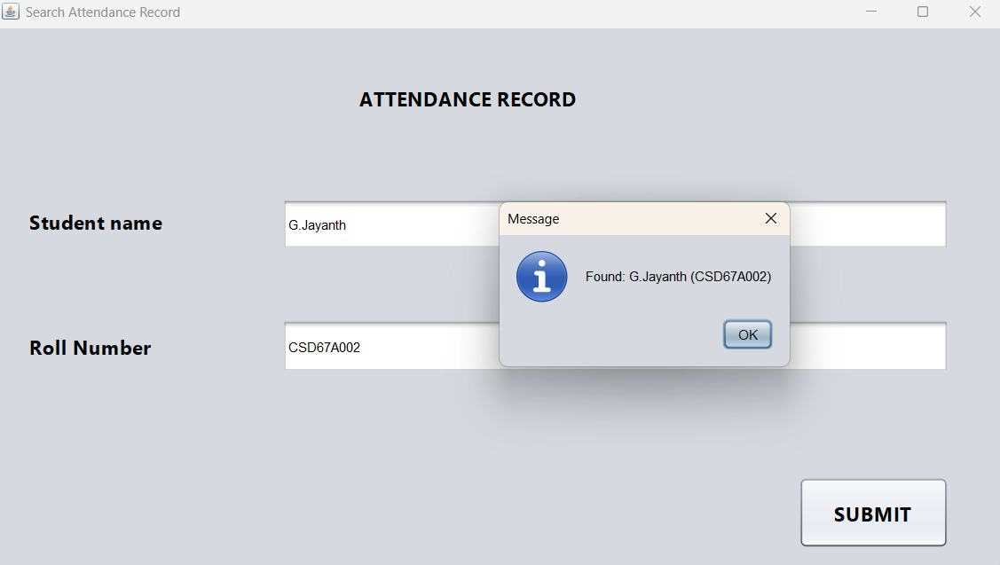 Search Attendance Record
ATTENDANCE RECORD
Student name
G.Jayanth
Message
Found: G.Jayanth (CSD67A002)
OK
Roll Number
CSD67A002
SUBMIT